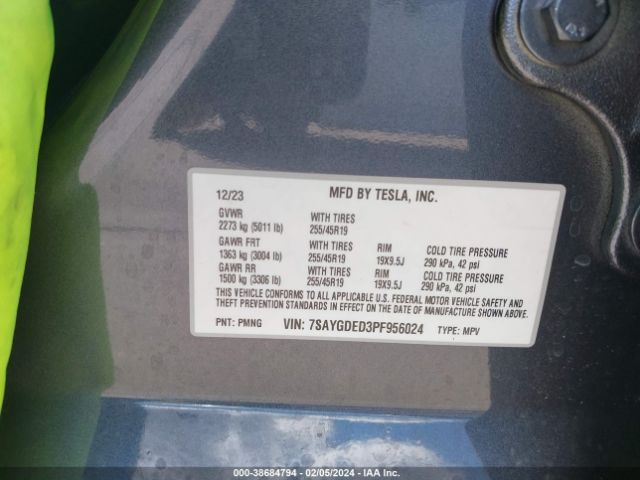 12/23 MFD BY TESLA, INC.
GVWR
2273 kg (5011 lb) WITH TIRES 255/45R19
GAWR FRT
1363 kg (3004 lb) WITH TIRES 255/45R19 RIM 19X9.5J COLD TIRE PRESSURE 290 kPa, 42 psi
GAWR RR
1500 kg (3306 lb) WITH TIRES 255/45R19 RIM 19X9.5J COLD TIRE PRESSURE 290 kPa, 42 psi
THIS VEHICLE CONFORMS TO ALL APPLICABLE U.S. FEDERAL MOTOR VEHICLE SAFETY AND
THEFT PREVENTION STANDARDS IN EFFECT ON THE DATE OF MANUFACTURE SHOWN ABOVE.
PNT: PMNG VIN: 7SAYGDED3PF956024 TYPE: MPV
000-38684794 - 02/05/2024 - IAA Inc.